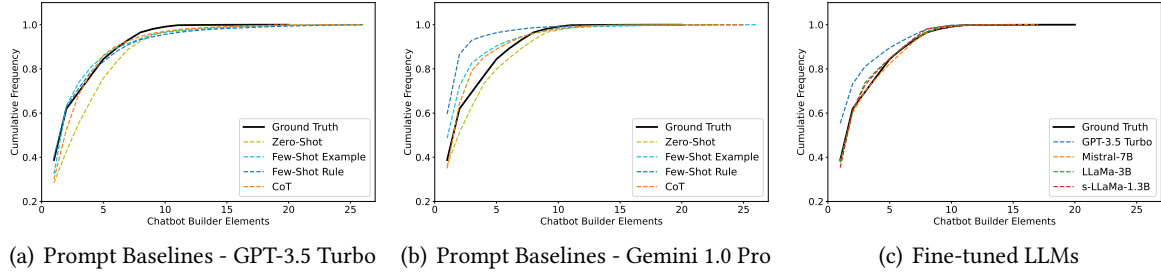 Cumulative Frequency
1.0
0.8
0.6
0.4
0.2
0 5 10 15 20 25
Chatbot Builder Elements
Ground Truth
Zero-Shot
Few-Shot Example
Few-Shot Rule
CoT
(a) Prompt Baselines - GPT-3.5 Turbo
Cumulative Frequency
1.0
0.8
0.6
0.4
0.2
0 5 10 15 20 25
Chatbot Builder Elements
Ground Truth
Zero-Shot
Few-Shot Example
Few-Shot Rule
CoT
(b) Prompt Baselines - Gemini 1.0 Pro
Cumulative Frequency
1.0
0.8
0.6
0.4
0.2
0 5 10 15 20 25
Chatbot Builder Elements
Ground Truth
GPT-3.5 Turbo
Mistral-7B
LLaMa-3B
s-LLaMa-1.3B
(c) Fine-tuned LLMs